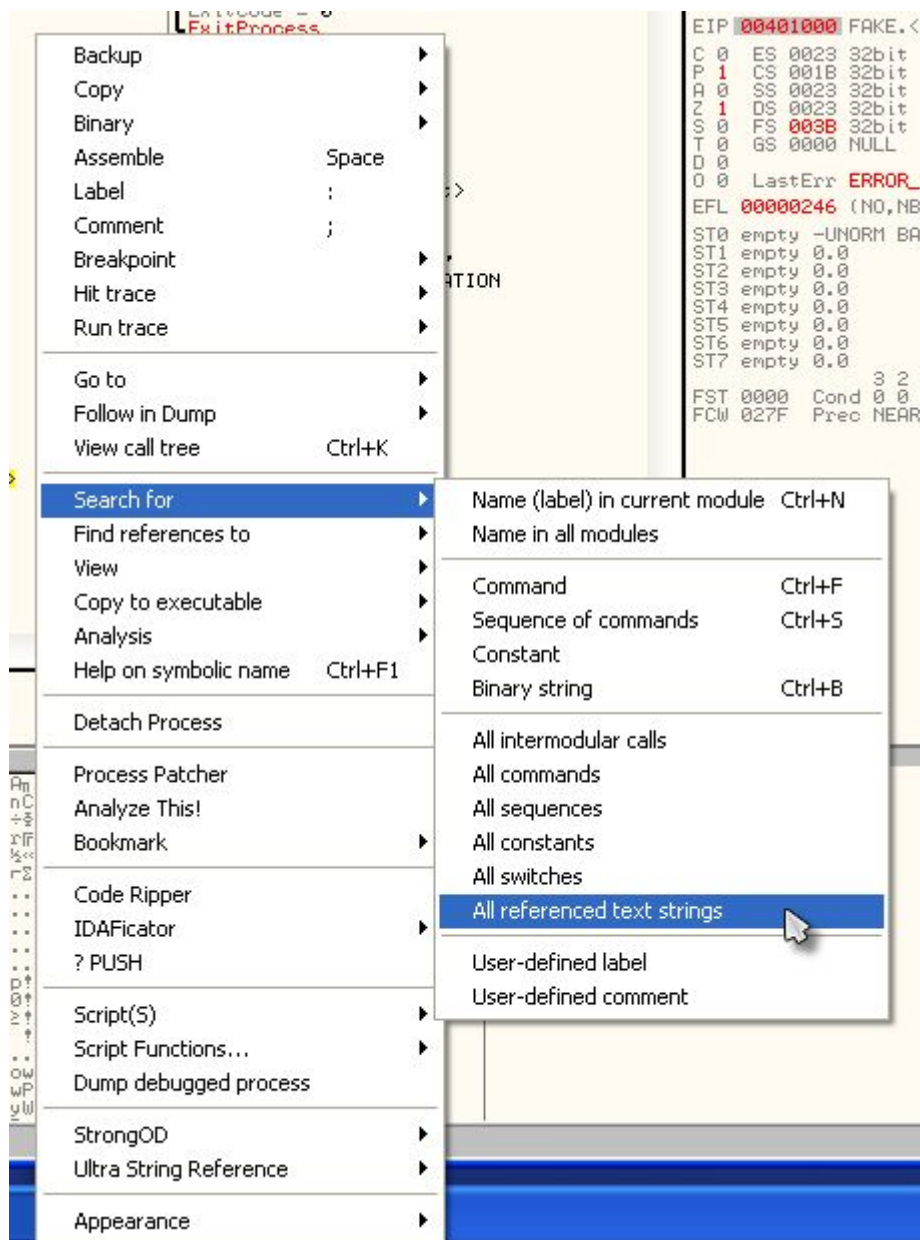 ExitCode = 0
ExitProcess
Backup
Copy
Binary
Assemble Space
Label :
Comment ;
Breakpoint
Hit trace
Run trace
Go to
Follow in Dump
View call tree Ctrl+K
Search for
Find references to
View
Copy to executable
Analysis
Help on symbolic name Ctrl+F1
Detach Process
Process Patcher
Analyze This!
Bookmark
Code Ripper
IDAFicator
? PUSH
Script(S)
Script Functions...
Dump debugged process
StrongOD
Ultra String Reference
Appearance
ATION
Name (label) in current module Ctrl+N
Name in all modules
Command Ctrl+F
Sequence of commands Ctrl+S
Constant
Binary string Ctrl+B
All intermodular calls
All commands
All sequences
All constants
All switches
All referenced text strings
User-defined label
User-defined comment
EIP 00401000 FAKE.<
C 0 ES 0023 32bit
P 1 CS 001B 32bit
A 0 SS 0023 32bit
Z 1 DS 0023 32bit
S 0 FS 003B 32bit
T 0 GS 0000 NULL
D 0
O 0 LastErr ERROR_
EFL 00000246 (NO,NB
ST0 empty -UNORM BA
ST1 empty 0.0
ST2 empty 0.0
ST3 empty 0.0
ST4 empty 0.0
ST5 empty 0.0
ST6 empty 0.0
ST7 empty 0.0
3 2
FST 0000 Cond 0 0
FCW 027F Prec NEAR